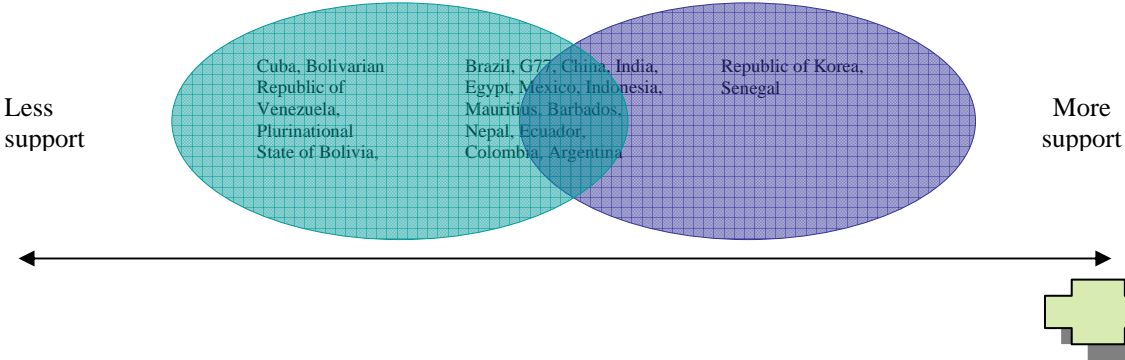 Less
support
Cuba, Bolivarian
Republic of
Venezuela,
Plurinational
State of Bolivia,
Brazil, G77, China, India,
Egypt, Mexico, Indonesia,
Mauritius, Barbados,
Nepal, Ecuador,
Colombia, Argentina
Republic of Korea,
Senegal
More
support